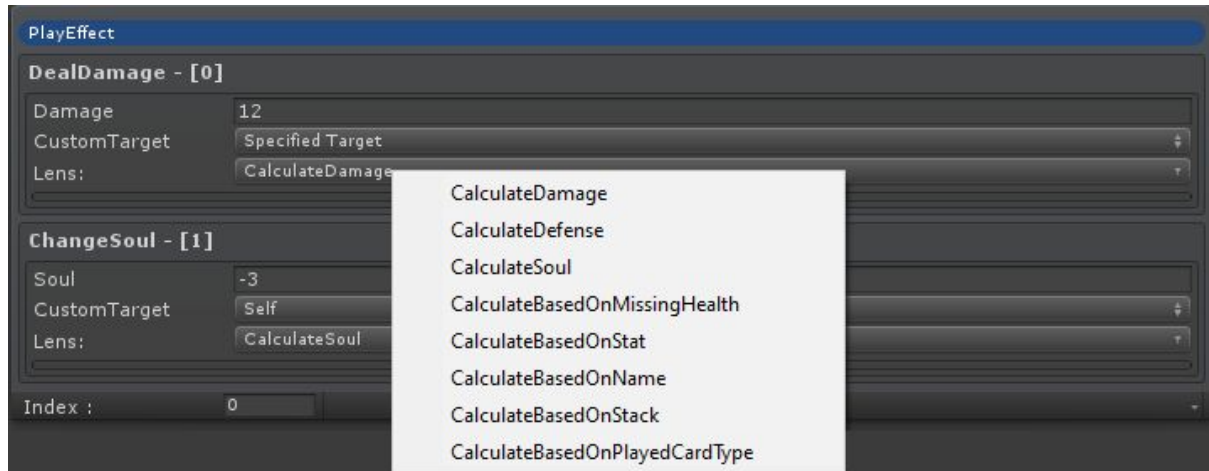 PlayEffect
DealDamage - [0]
Damage 12
CustomTarget Specified Target
Lens: CalculateDamage
CalculateDamage
CalculateDefense
ChangeSoul - [1]
CalculateSoul
Soul -3
CalculateBasedOnMissingHealth
CustomTarget Self
CalculateBasedOnStat
Lens: CalculateSoul
CalculateBasedOnName
Index : 0
CalculateBasedOnStack
CalculateBasedOnPlayedCardType